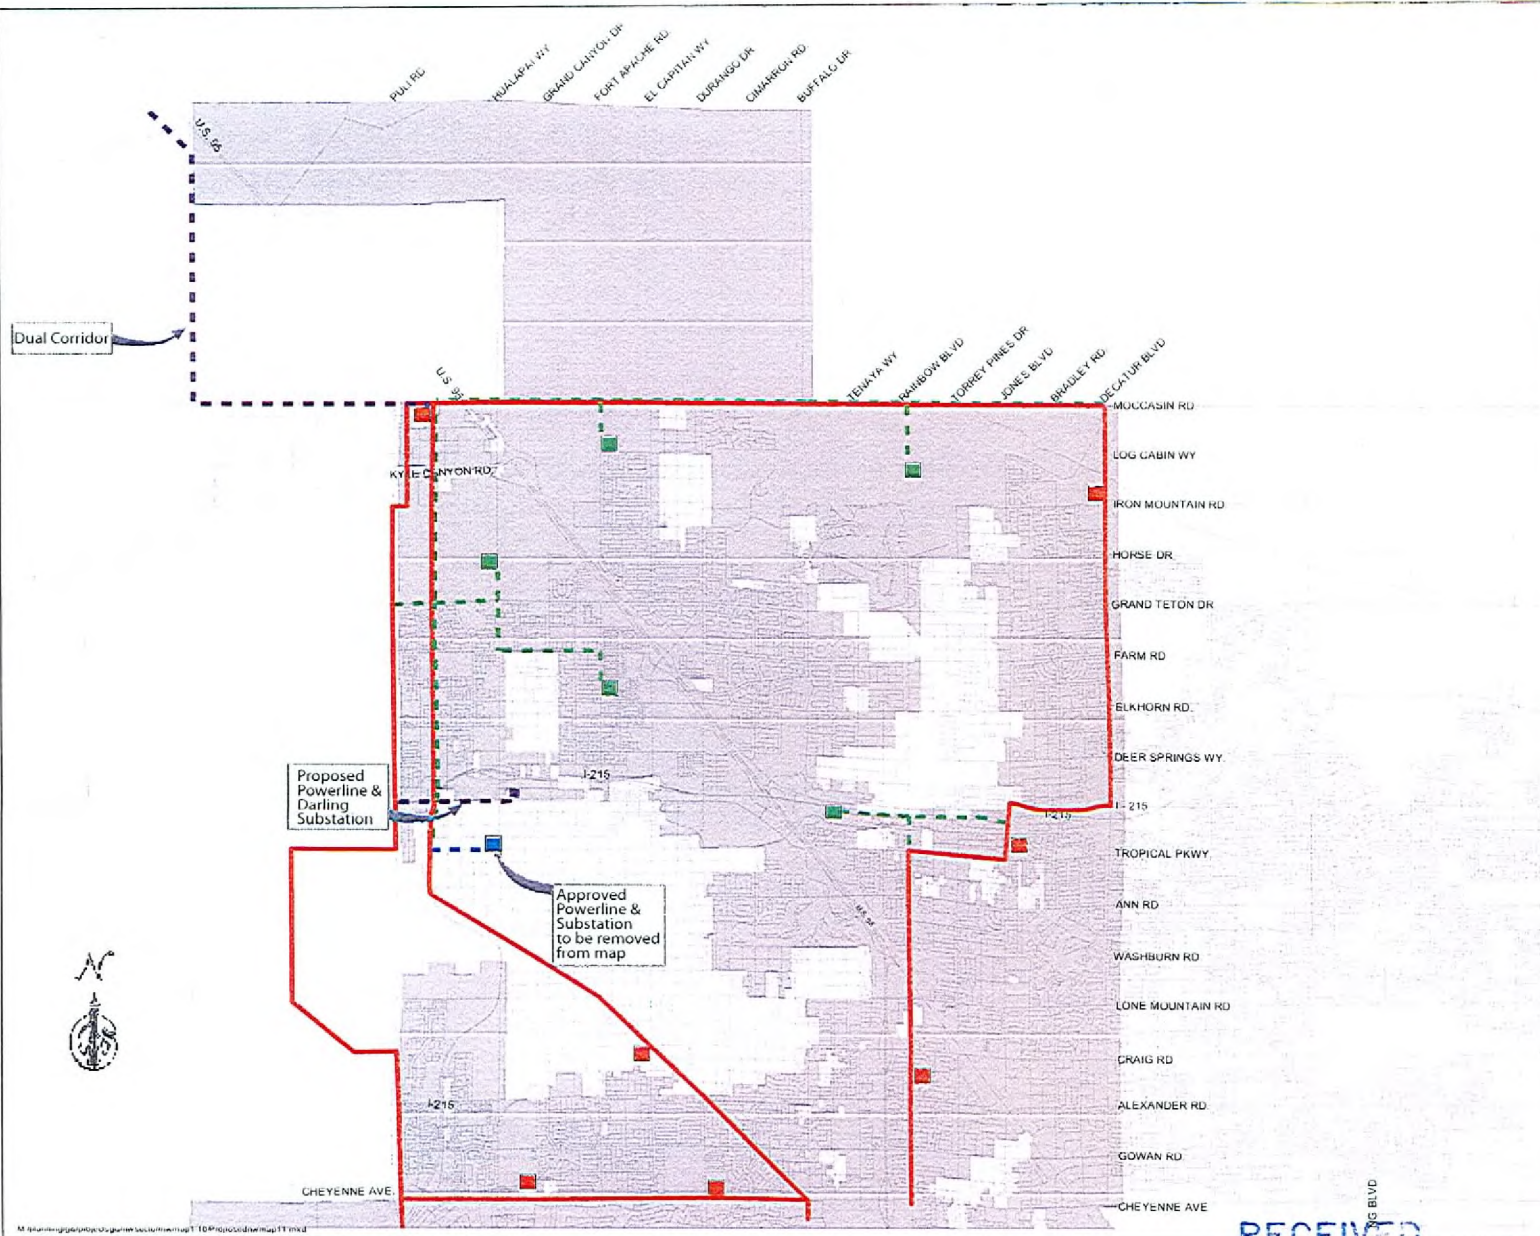 PULI RD
HUALAPAI WY
GRAND CANYON DR
FORT APACHE RD.
EL CAPITAN WY
DURANGO DR
CIMARRON RD.
BUFFALO DR
U.S. 95
Dual Corridor
U.S. 95
TENAYA WY
RAINBOW BLVD
TORREY PINES DR
JONES BLVD
BRADLEY RD.
DECATUR BLVD
MOCCASIN RD
LOG CABIN WY
KYLE CANYON RD.
IRON MOUNTAIN RD
HORSE DR
GRAND TETON DR
FARM RD
ELKHORN RD.
DEER SPRINGS WY.
I-215
Proposed
Powerline &
Darling
Substation
I - 215
I-215
TROPICAL PKWY.
Approved
Powerline &
Substation
to be removed
from map
ANN RD
U.S. 95
WASHBURN RD
N
LONE MOUNTAIN RD
CRAIG RD
I-215
ALEXANDER RD.
GOWAN RD.
CHEYENNE AVE.
CHEYENNE AVE
BLVD
RECEIVED